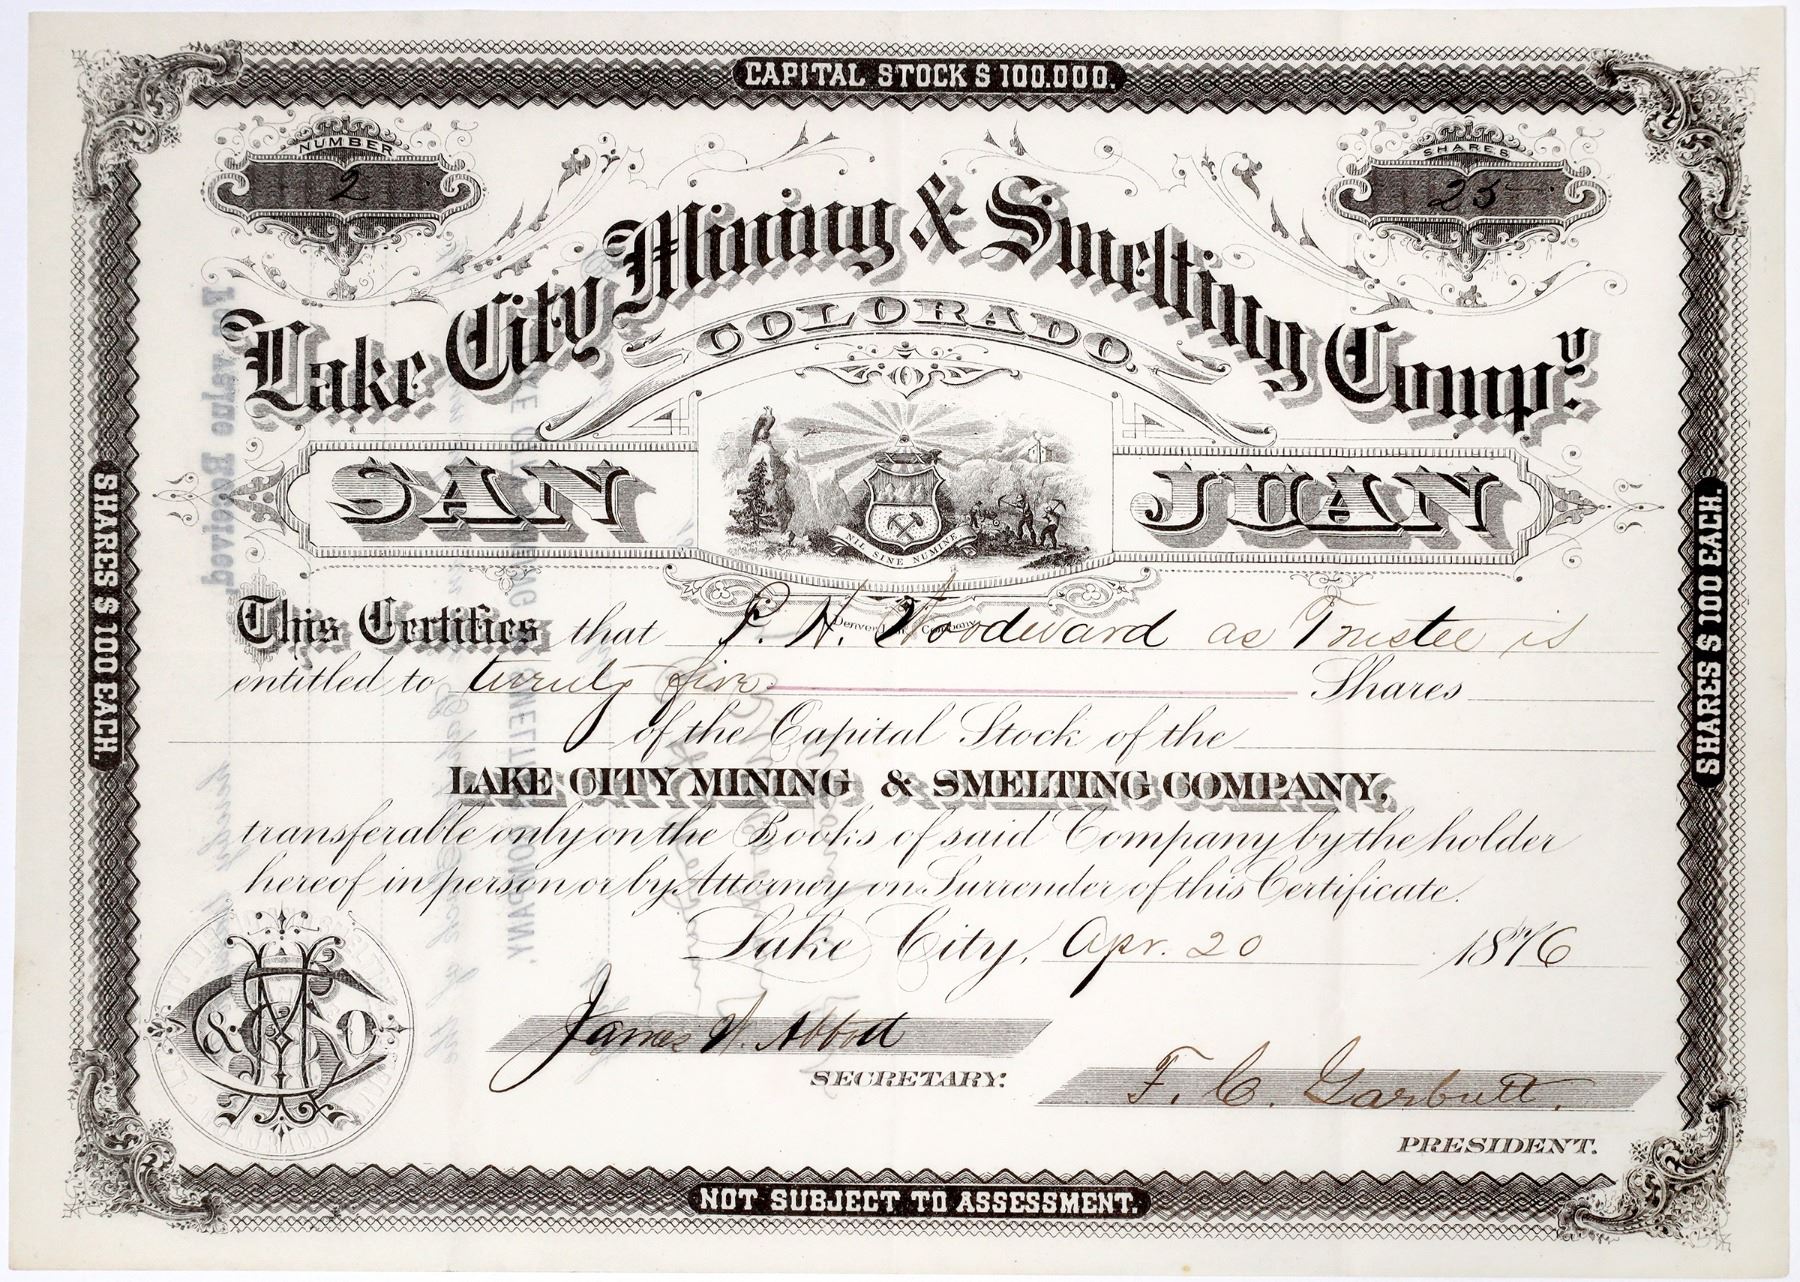 CAPITAL STOCK $ 100.000.
NUMBER
2
SHARES
25
Lake City Mining & Smelting Compy.
COLORADO.
SAN JUAN
NIL SINE NUMINE
This Certifies that P. H. Woodward as Trustee is
entitled to twenty five Shares
of the Capital Stock of the
LAKE CITY MINING & SMELTING COMPANY,
transferable only on the Books of said Company by the holder
hereof in person or by Attorney on Surrender of this Certificate.
Lake City, Apr. 20 1876
James W. Abbott
SECRETARY.
F. C. Garbutt.
PRESIDENT.
SHARES $ 100 EACH
SHARES $ 100 EACH.
NOT SUBJECT TO ASSESSMENT.
For value Received